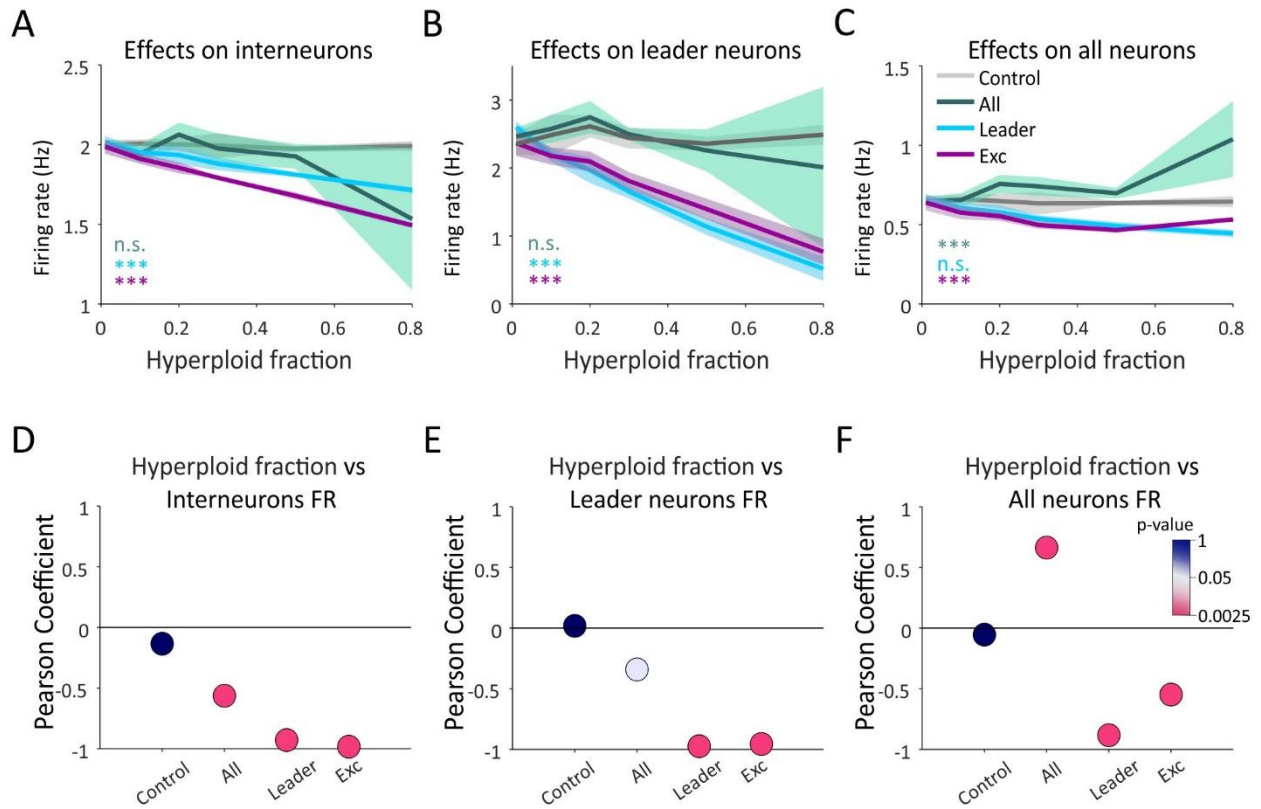 A
Effects on interneurons
2.5
2
1.5
1
Firing rate (Hz)
n.s.
***
***
0
0.2
0.4
0.6
0.8
Hyperploid fraction
B
Effects on leader neurons
3
2
1
0
Firing rate (Hz)
n.s.
***
***
0
0.2
0.4
0.6
0.8
Hyperploid fraction
C
Effects on all neurons
1.5
1
0.5
0
Firing rate (Hz)
Control
All
Leader
Exc
***
n.s.
***
0
0.2
0.4
0.6
0.8
Hyperploid fraction
D
Hyperploid fraction vs
Interneurons FR
1
0.5
0
-0.5
-1
Pearson Coefficient
Control
All
Leader
Exc
E
Hyperploid fraction vs
Leader neurons FR
1
0.5
0
-0.5
-1
Pearson Coefficient
Control
All
Leader
Exc
F
Hyperploid fraction vs
All neurons FR
1
0.5
0
-0.5
-1
Pearson Coefficient
p-value
1
0.05
0.0025
Control
All
Leader
Exc